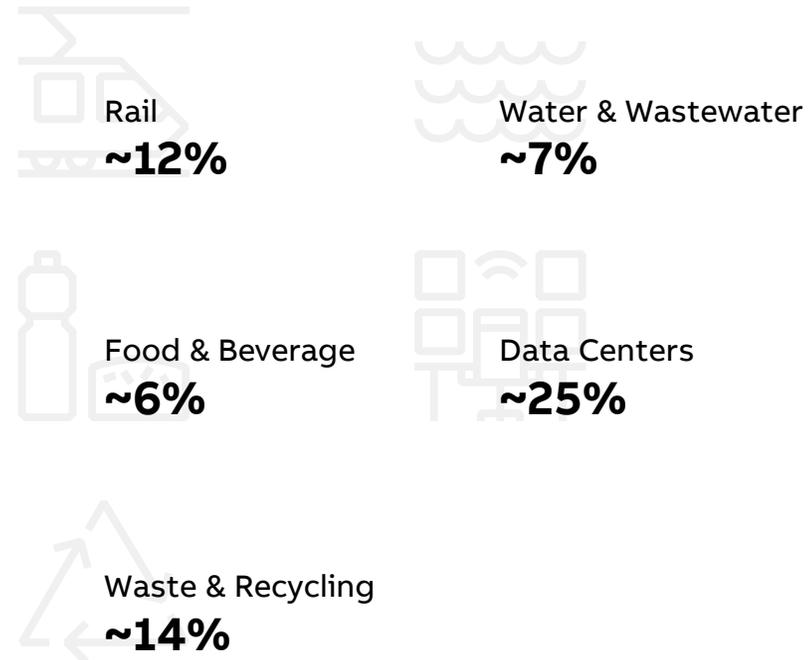 Rail
~12%
Water & Wastewater
~7%
Food & Beverage
~6%
Data Centers
~25%
Waste & Recycling
~14%